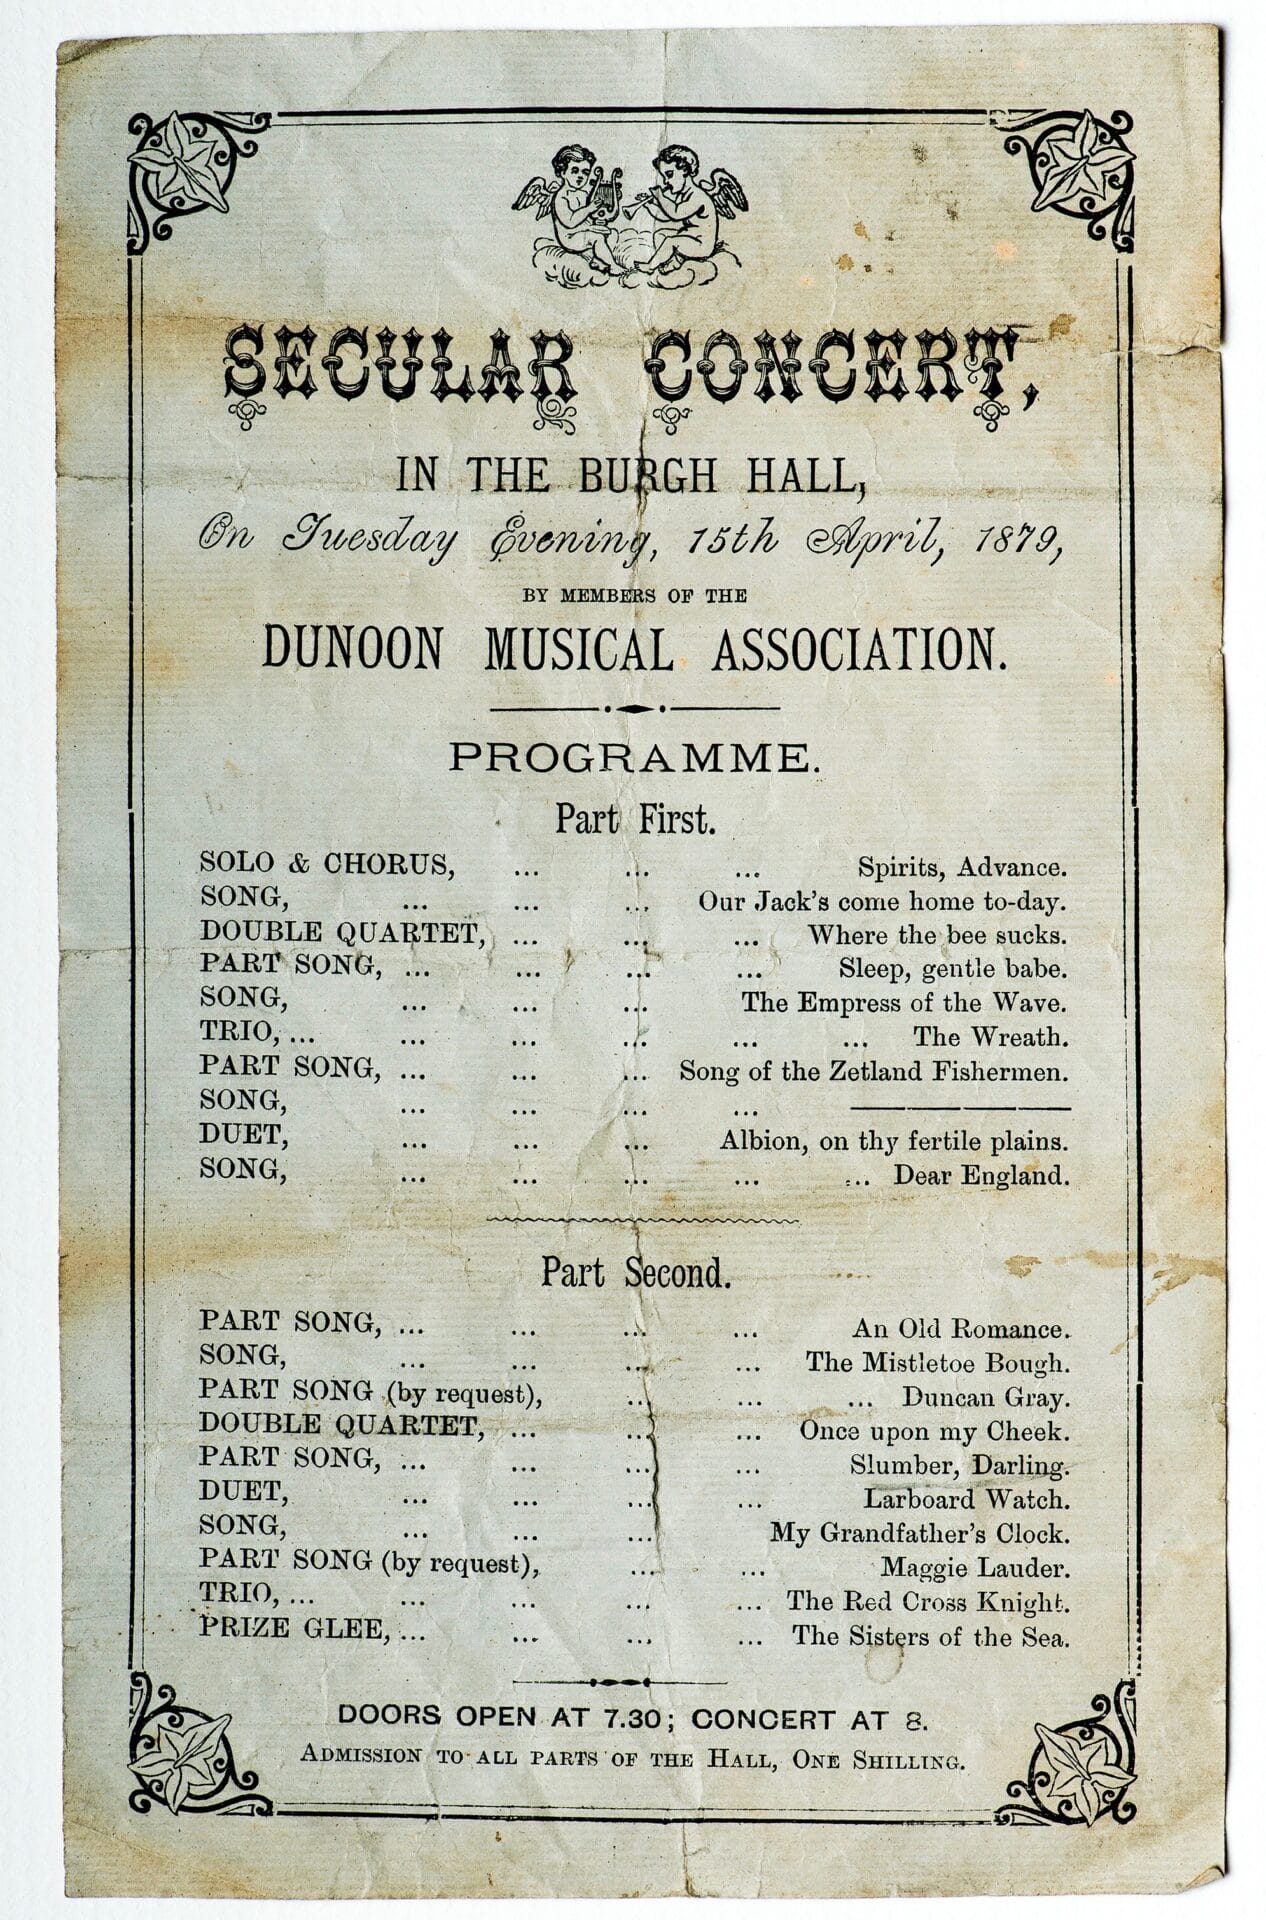 SECULAR CONCERT,
IN THE BURGH HALL,
On Tuesday Evening, 15th April, 1879,
BY MEMBERS OF THE
DUNOON MUSICAL ASSOCIATION.
PROGRAMME.
Part First.
SOLO & CHORUS, ... ... ... Spirits, Advance.
SONG, ... ... ... Our Jack's come home to-day.
DOUBLE QUARTET, ... ... ... Where the bee sucks.
PART SONG, ... ... ... ... Sleep, gentle babe.
SONG, ... ... ... The Empress of the Wave.
TRIO, ... ... ... ... ... ... The Wreath.
PART SONG, ... ... ... Song of the Zetland Fishermen.
SONG, ... ... ... ... ————
DUET, ... ... ... Albion, on thy fertile plains.
SONG, ... ... ... ... ... Dear England.
Part Second.
PART SONG, ... ... ... ... An Old Romance.
SONG, ... ... ... ... The Mistletoe Bough.
PART SONG (by request), ... ... ... Duncan Gray.
DOUBLE QUARTET, ... ... ... Once upon my Cheek.
PART SONG, ... ... ... ... Slumber, Darling.
DUET, ... ... ... ... Larboard Watch.
SONG, ... ... ... My Grandfather's Clock.
PART SONG (by request), ... ... Maggie Lauder.
TRIO, ... ... ... ... ... The Red Cross Knight.
PRIZE GLEE, ... ... ... ... The Sisters of the Sea.
DOORS OPEN AT 7.30; CONCERT AT 8.
ADMISSION TO ALL PARTS OF THE HALL, ONE SHILLING.